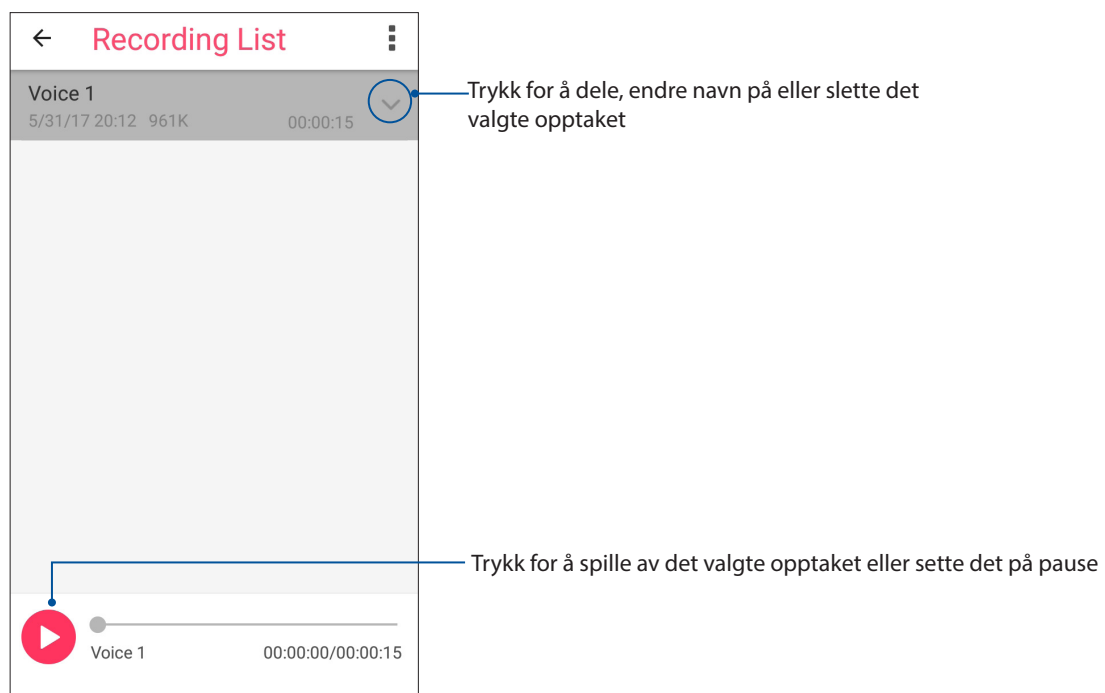 Recording List
Voice 1
5/31/17 20:12 961K 00:00:15
Trykk for å dele, endre navn på eller slette det
valgte opptaket
Trykk for å spille av det valgte opptaket eller sette det på pause
Voice 1 00:00:00/00:00:15